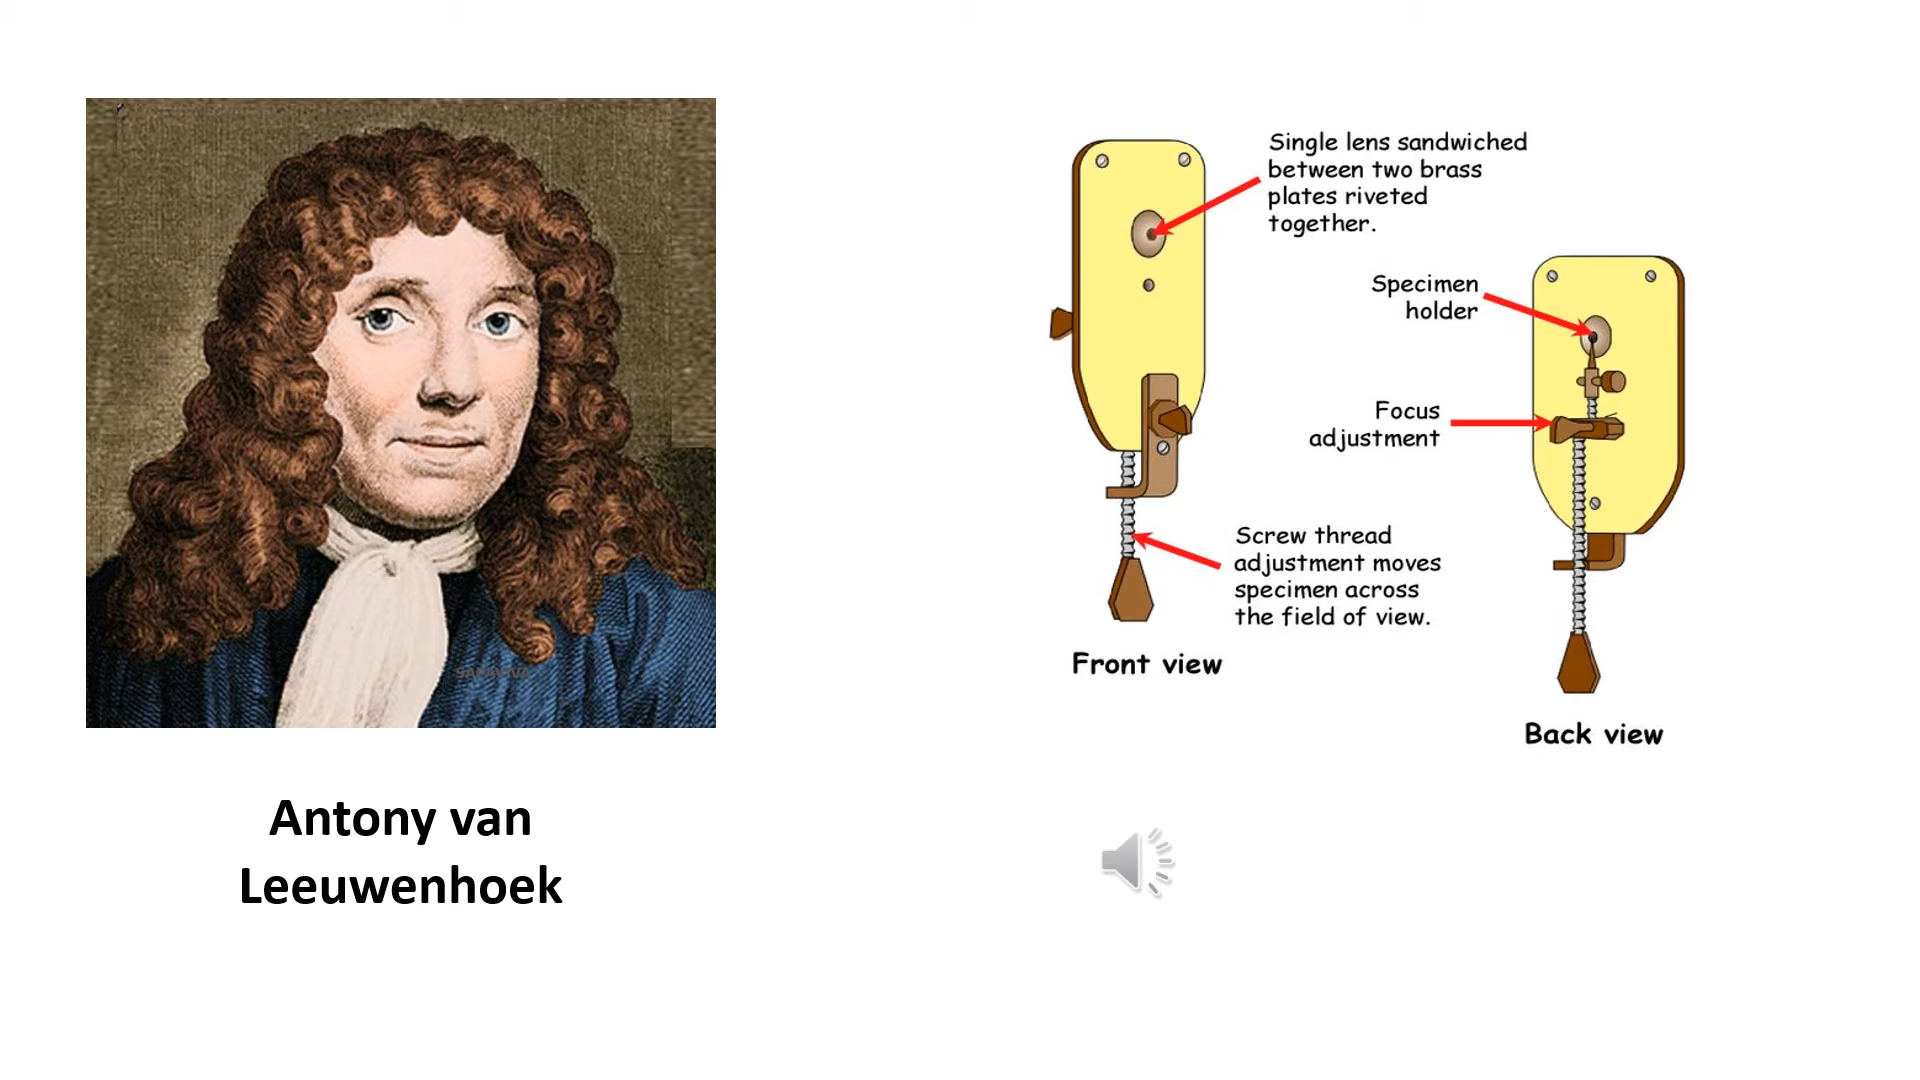 Single lens sandwiched
between two brass
plates riveted
together.
Specimen
holder
Focus
adjustment
Screw thread
adjustment moves
specimen across
the field of view.
Front view
Back view
Antony van
Leeuwenhoek